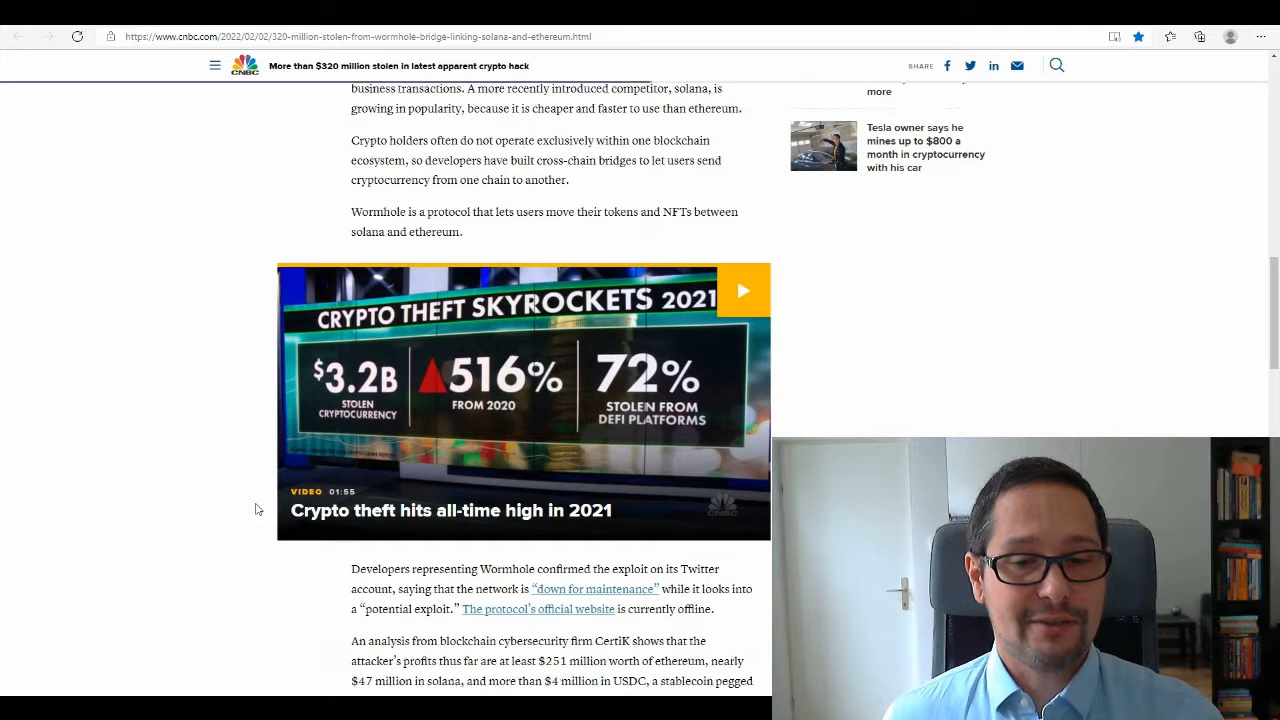 https://www.cnbc.com/2022/02/02/320-million-stolen-from-wormhole-bridge-linking-solana-and-ethereum.html
CNBC
More than $320 million stolen in latest apparent crypto hack
SHARE
business transactions. A more recently introduced competitor, solana, is
growing in popularity, because it is cheaper and faster to use than ethereum.
Crypto holders often do not operate exclusively within one blockchain
ecosystem, so developers have built cross-chain bridges to let users send
cryptocurrency from one chain to another.
Wormhole is a protocol that lets users move their tokens and NFTs between
solana and ethereum.
more
Tesla owner says he
mines up to $800 a
month in cryptocurrency
with his car
CRYPTO THEFT SKYROCKETS 2021
$3.2B
STOLEN
CRYPTOCURRENCY
516%
FROM 2020
72%
STOLEN FROM
DEFI PLATFORMS
VIDEO 01:55
Crypto theft hits all-time high in 2021
CNBC
Developers representing Wormhole confirmed the exploit on its Twitter
account, saying that the network is “down for maintenance” while it looks into
a “potential exploit.” The protocol’s official website is currently offline.
An analysis from blockchain cybersecurity firm CertiK shows that the
attacker’s profits thus far are at least $251 million worth of ethereum, nearly
$47 million in solana, and more than $4 million in USDC, a stablecoin pegged